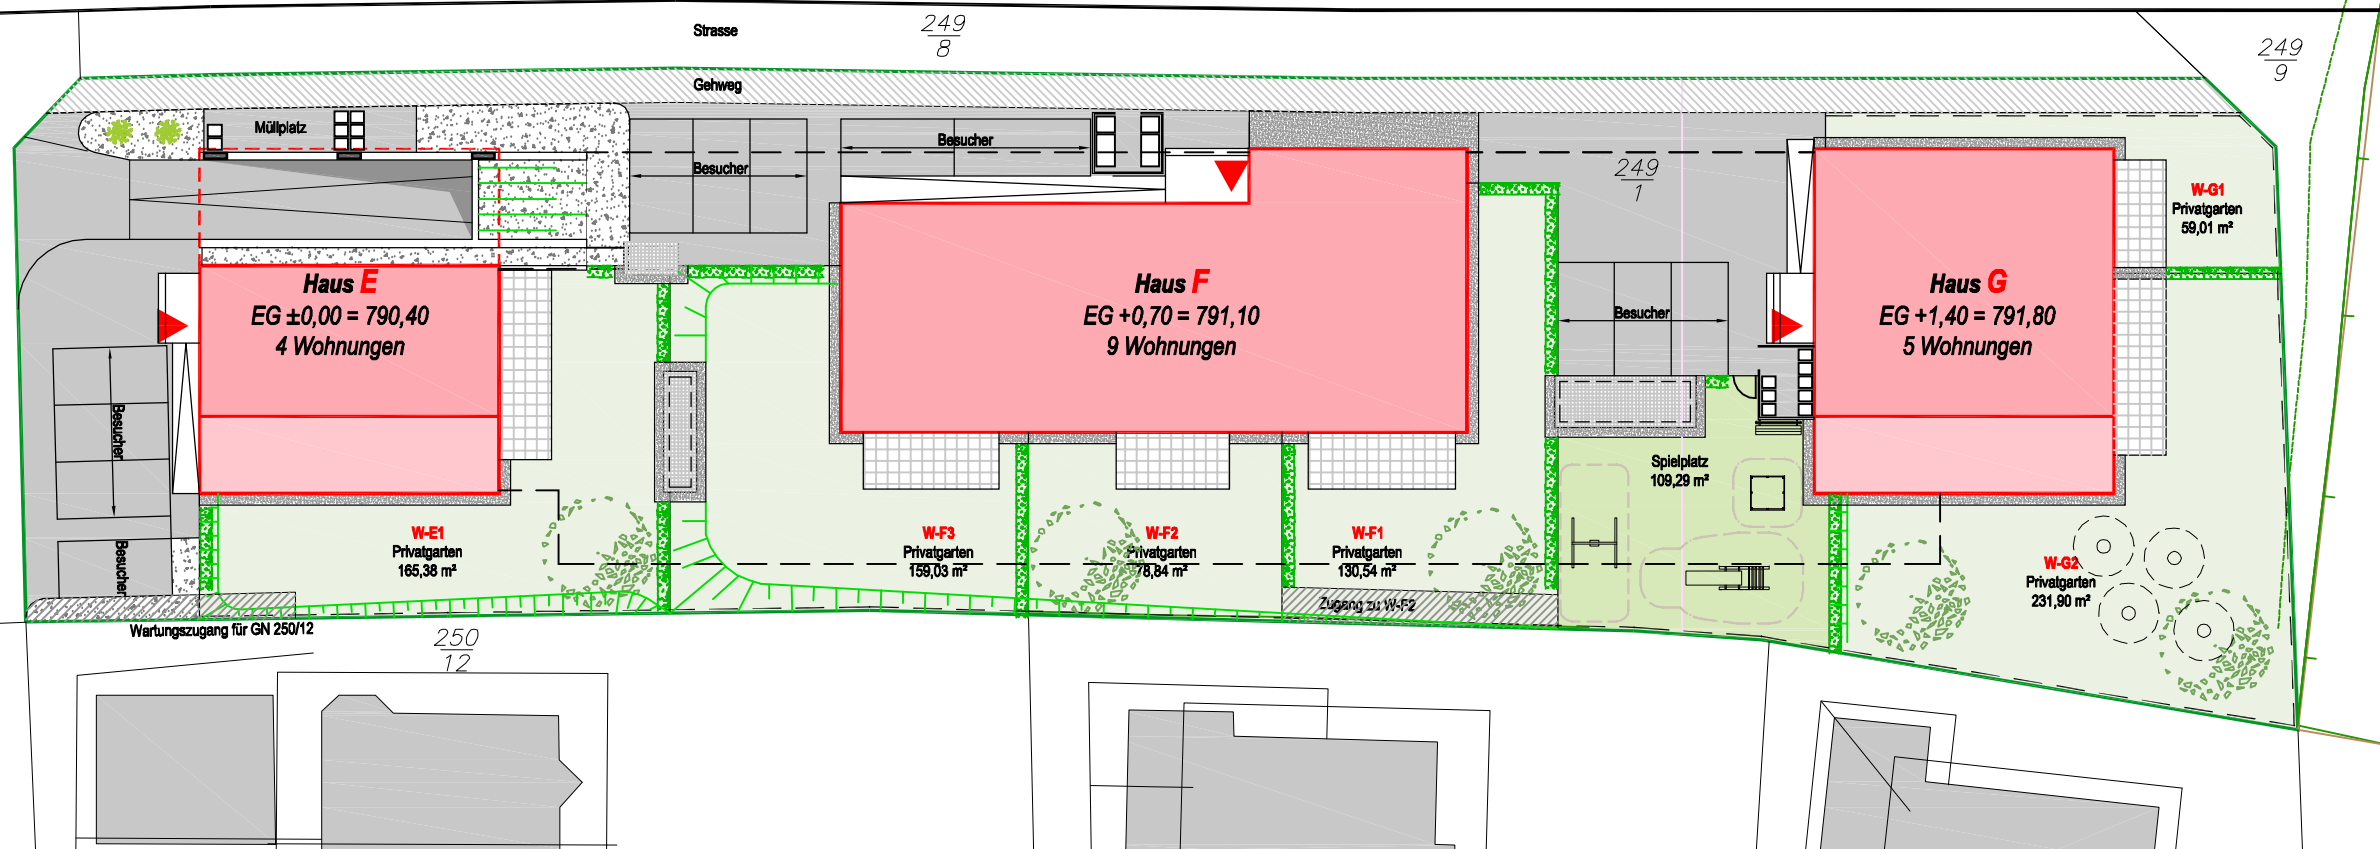 Strasse
249
8
249
9
Gehweg
Müllplatz
Besucher
Besucher
249
1
W-G1
Privatgarten
59,01 m²
Haus E
EG ±0,00 = 790,40
4 Wohnungen
Haus F
EG +0,70 = 791,10
9 Wohnungen
Haus G
EG +1,40 = 791,80
5 Wohnungen
Besucher
Besucher
Besucher
Spielplatz
109,29 m²
W-E1
Privatgarten
165,38 m²
W-F3
Privatgarten
159,03 m²
W-F2
Privatgarten
78,84 m²
W-F1
Privatgarten
130,54 m²
W-G2
Privatgarten
231,90 m²
Zugang zu W-F2
Wartungszugang für GN 250/12
250
12